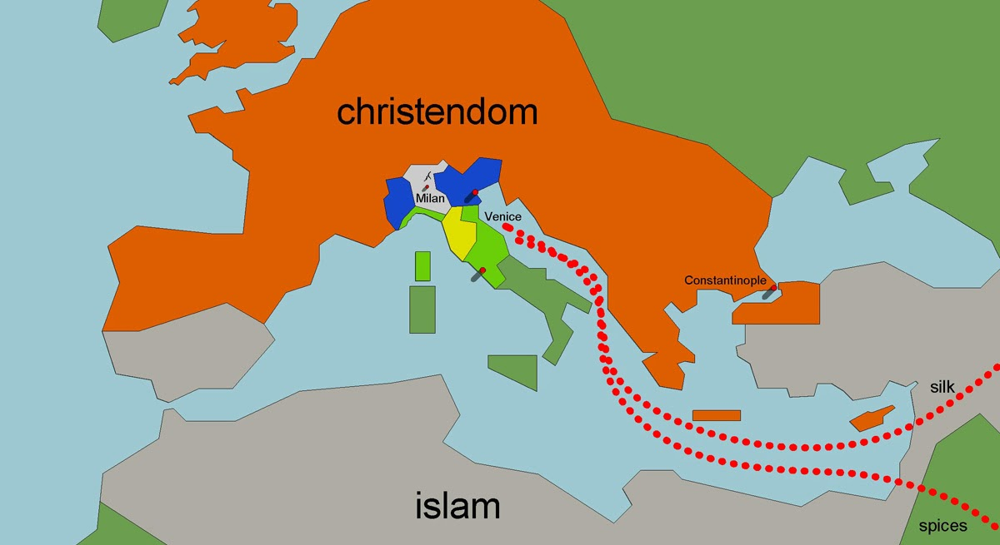 christendom
Milan
Venice
Constantinople
silk
islam
spices